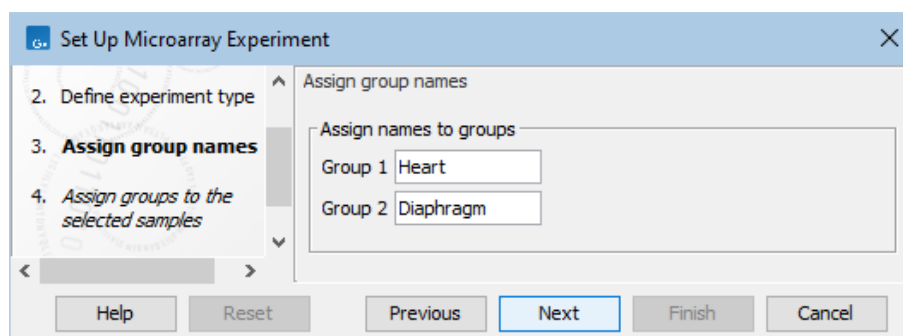 Set Up Microarray Experiment
2. Define experiment type
3. Assign group names
4. Assign groups to the
selected samples
Assign group names
Assign names to groups
Group 1 Heart
Group 2 Diaphragm
Help Reset Previous Next Finish Cancel